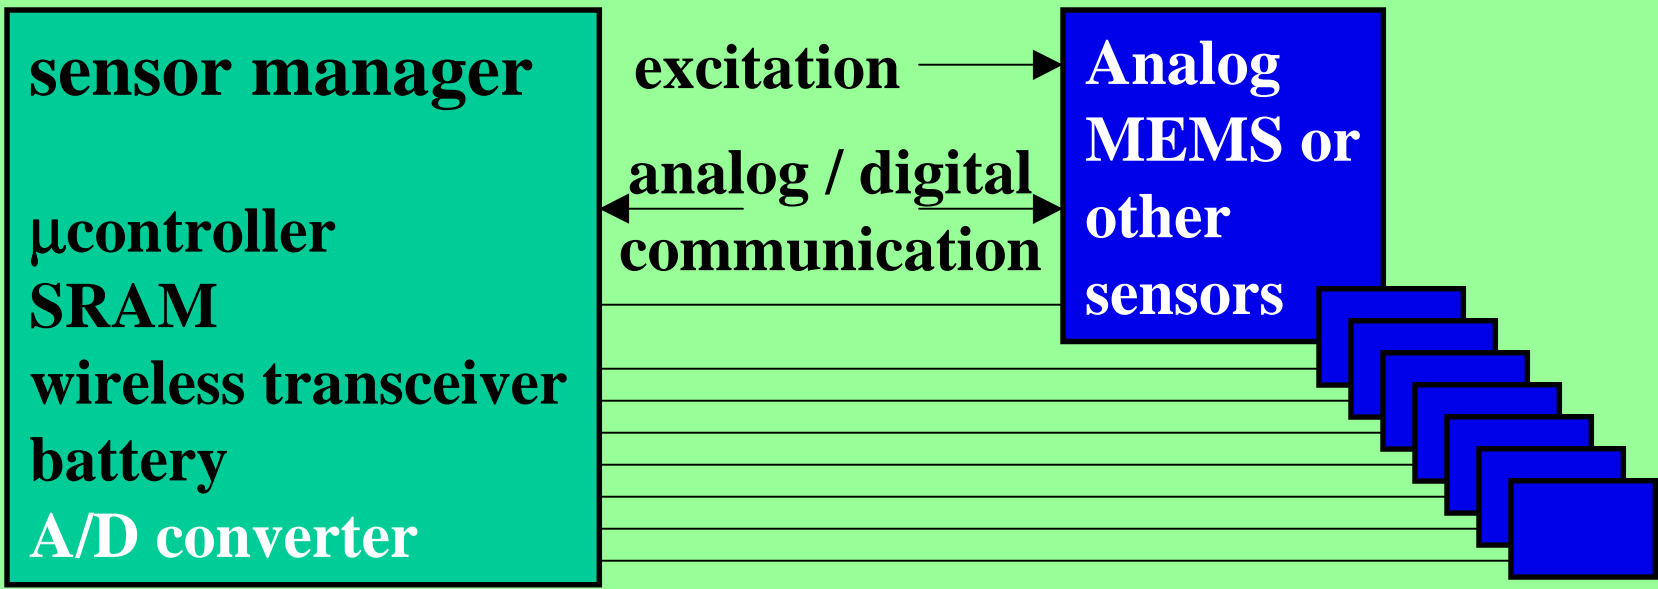 sensor manager
μcontroller
SRAM
wireless transceiver
battery
A/D converter
excitation
analog / digital
communication
Analog
MEMS or
other
sensors